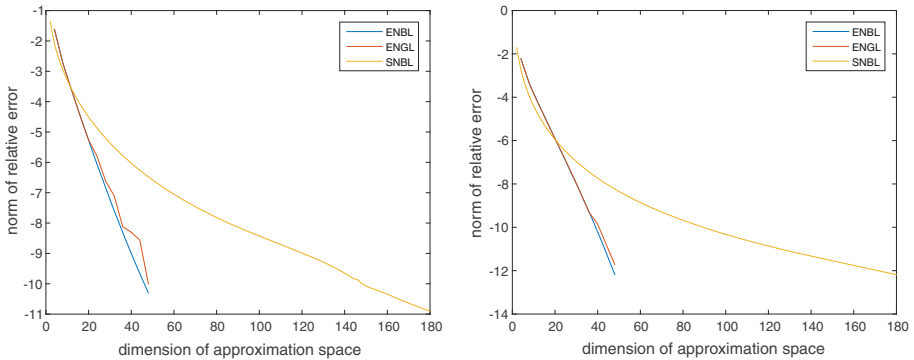 -1
-2
-3
-4
-5
-6
-7
-8
-9
-10
-11
0 20 40 60 80 100 120 140 160 180
norm of relative error
dimension of approximation space
ENBL
ENGL
SNBL
0
-2
-4
-6
-8
-10
-12
-14
0 20 40 60 80 100 120 140 160 180
norm of relative error
dimension of approximation space
ENBL
ENGL
SNBL